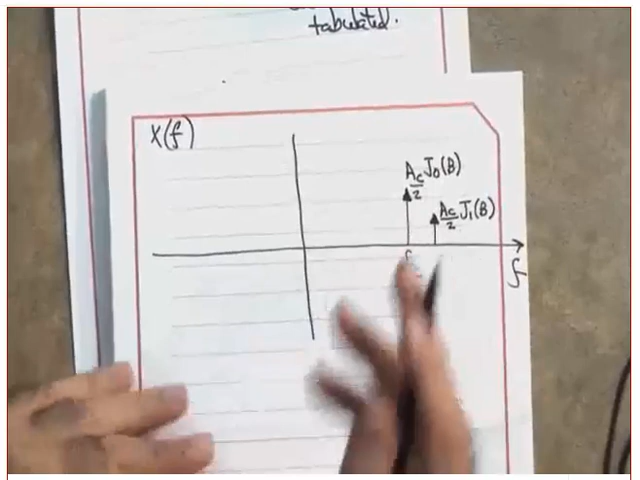 tabulated.
X(f)
Ac/2 J0(B)
Ac/2 J1(B)
f